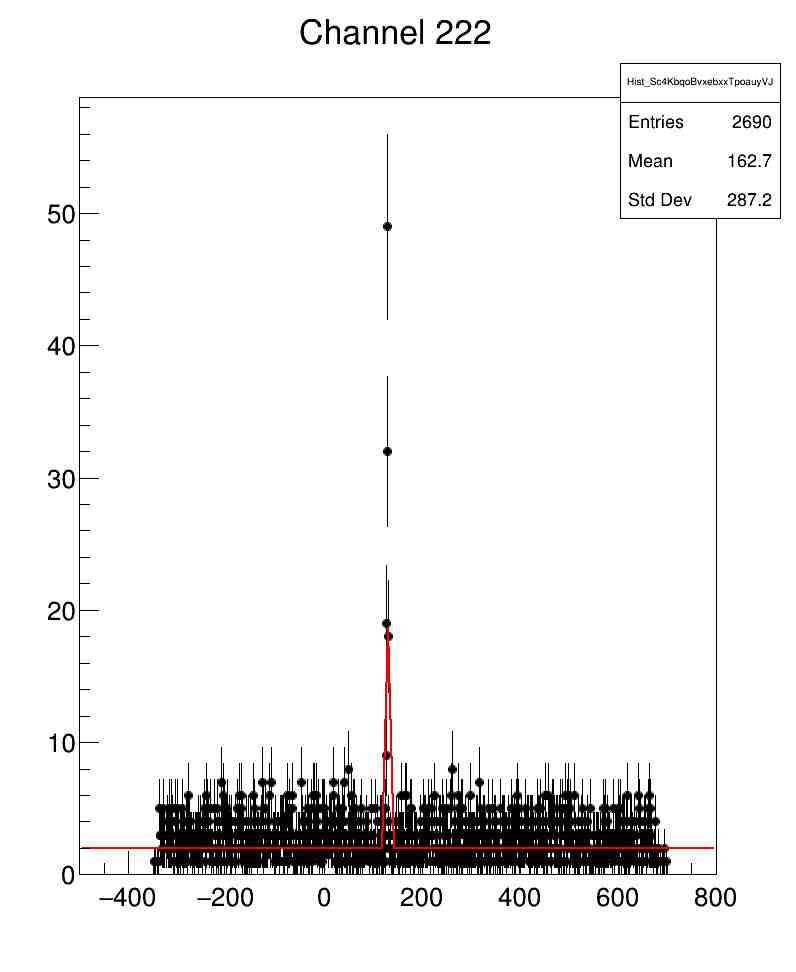 Channel 222
Hist_Sc4KbqoBvxebxxTpoauyVJ
Entries 2690
Mean 162.7
Std Dev 287.2
50
40
30
20
10
0
−400 −200 0 200 400 600 800